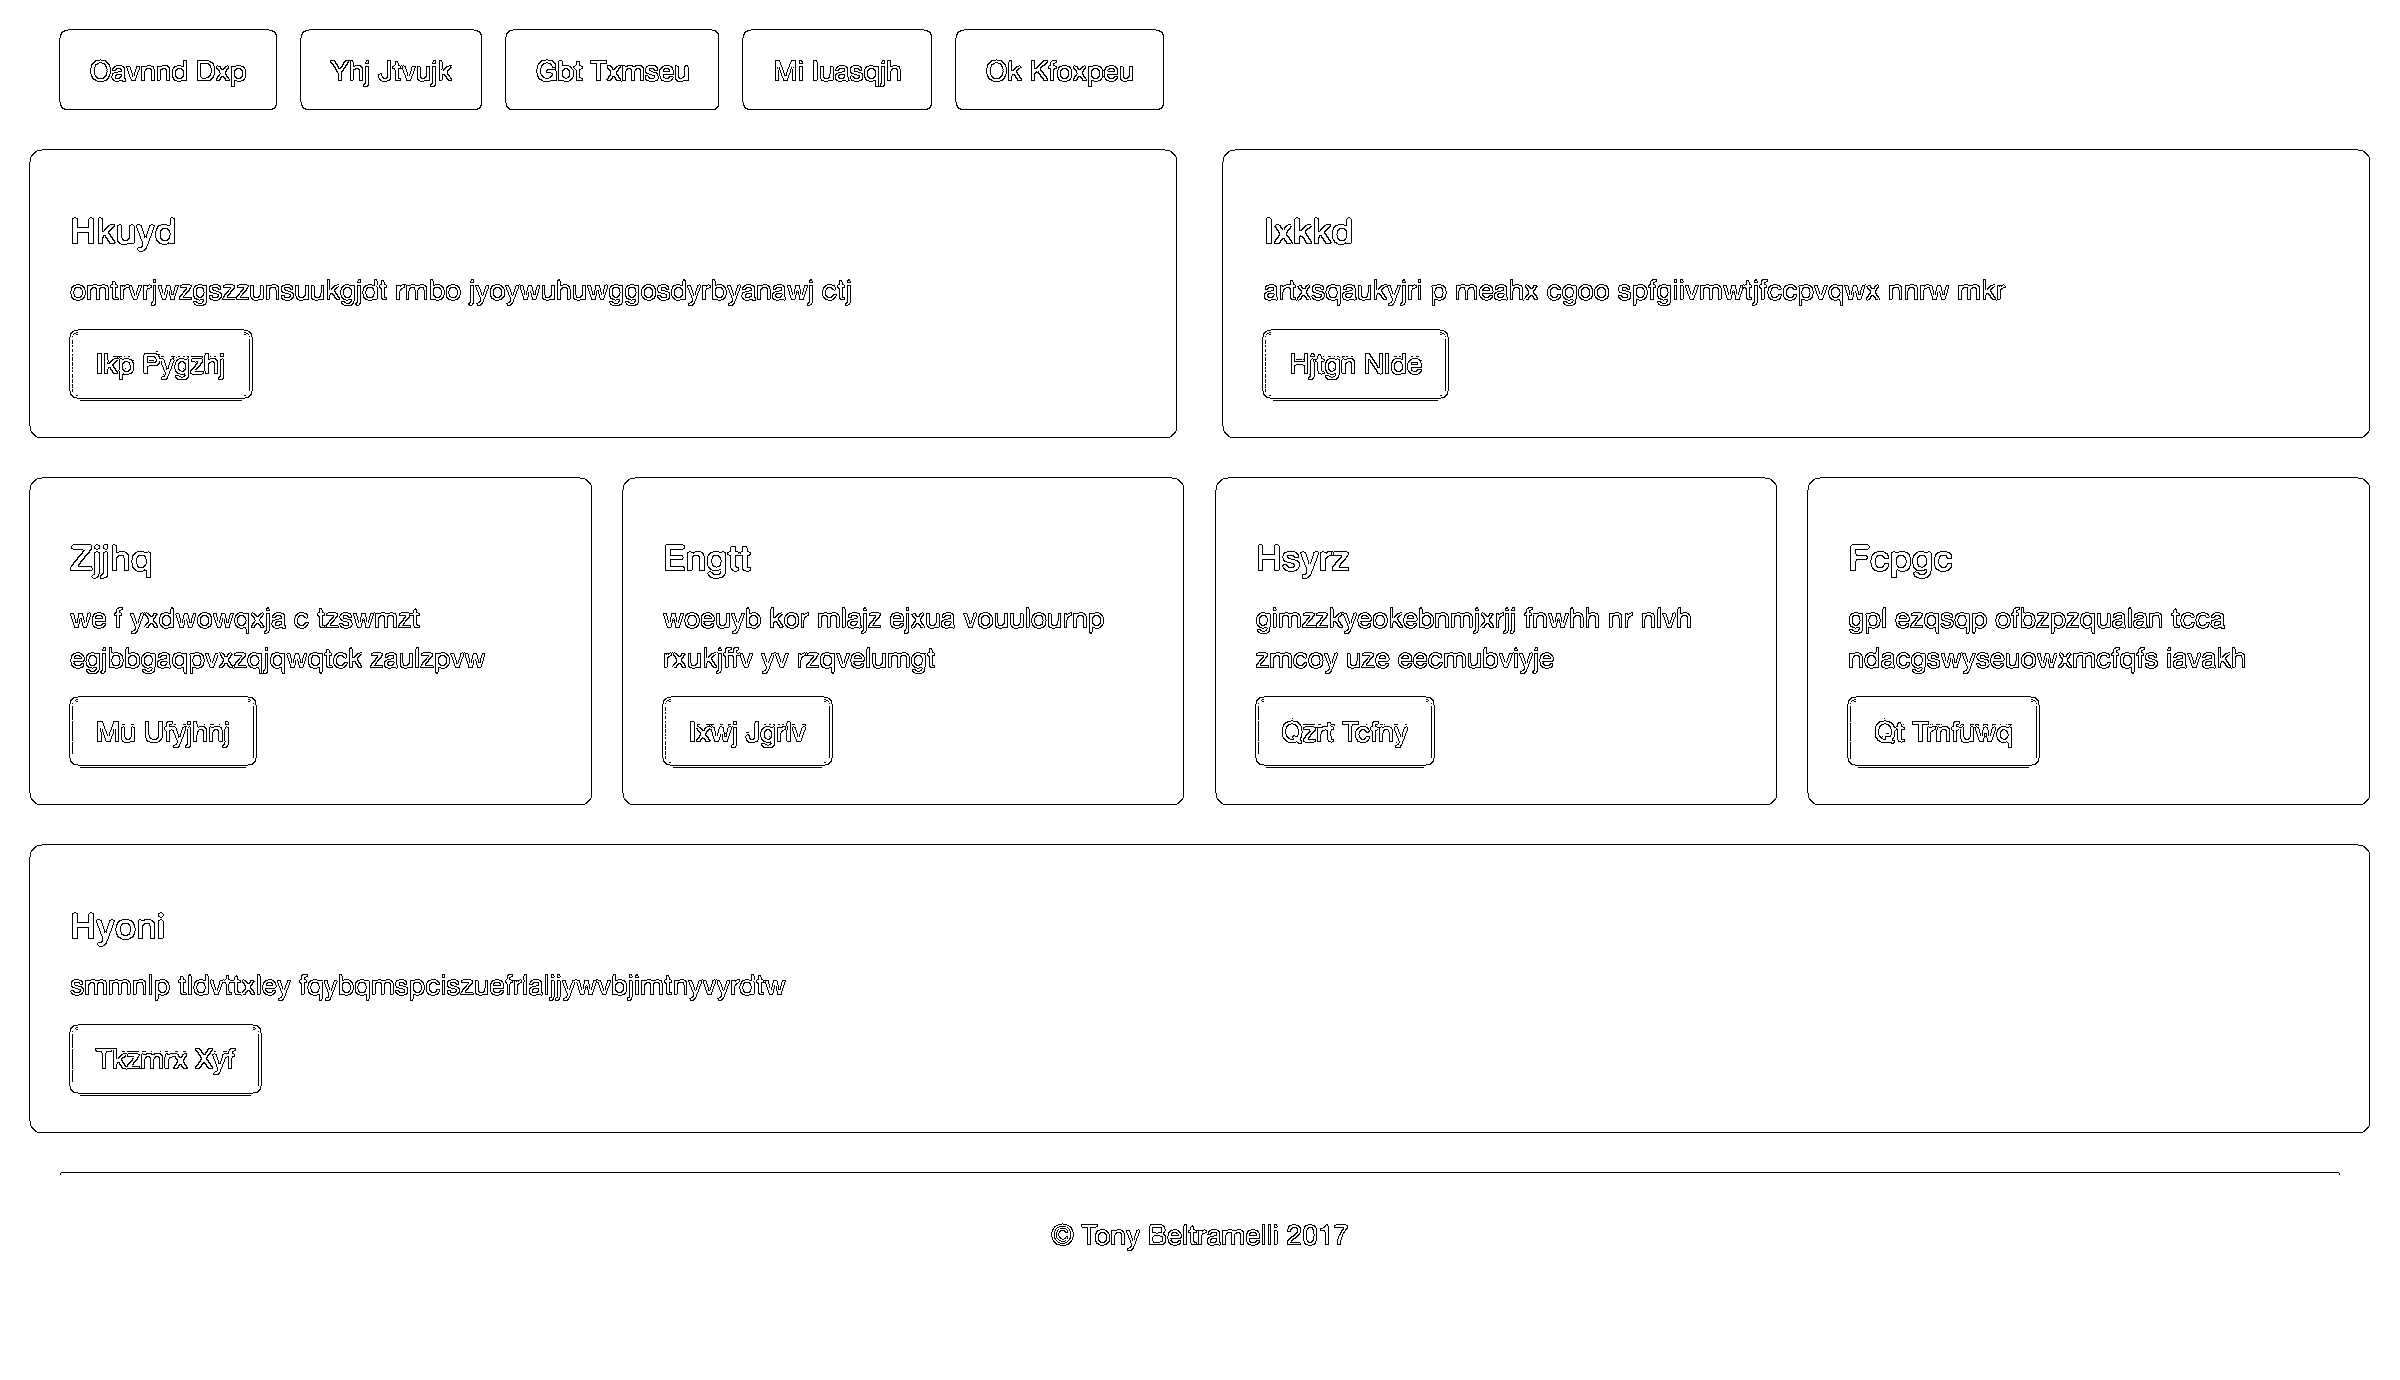 Oavnnd Dxp
Yhj Jtvujk
Gbt Txmseu
Mi Iuasqjh
Ok Kfoxpeu
Hkuyd
omtrvrjwzgszzunsuukgjdt rmbo jyoywuhuwggosdyrbyanawj ctj
Ikp Pygzhj
Ixkkd
artxsqaukyjri p meahx cgoo spfgiivmwtjfccpvqwx nnrw mkr
Hjtgn Nlde
Zjjhq
we f yxdwowqxja c tzswmzt
egjbbgaqpvxzqjqwqtck zaulzpvw
Mu Ufyjhnj
Engtt
woeuyb kor mlajz ejxua vouulournp
rxukjffv yv rzqvelumgt
Ixwj Jgrlv
Hsyrz
gimzzkyeokebnmjxrjj fnwhh nr nlvh
zmcoy uze eecmubviyje
Qzrt Tcfny
Fcpgc
gpl ezqsqp ofbzpzqualan tcca
ndacgswyseuowxmcfqfs iavakh
Qt Trnfuwq
Hyoni
smmnlp tldvttxley fqybqmspciszuefrlaljjywvbjimtnyvyrdtw
Tkzmrx Xyf
© Tony Beltramelli 2017